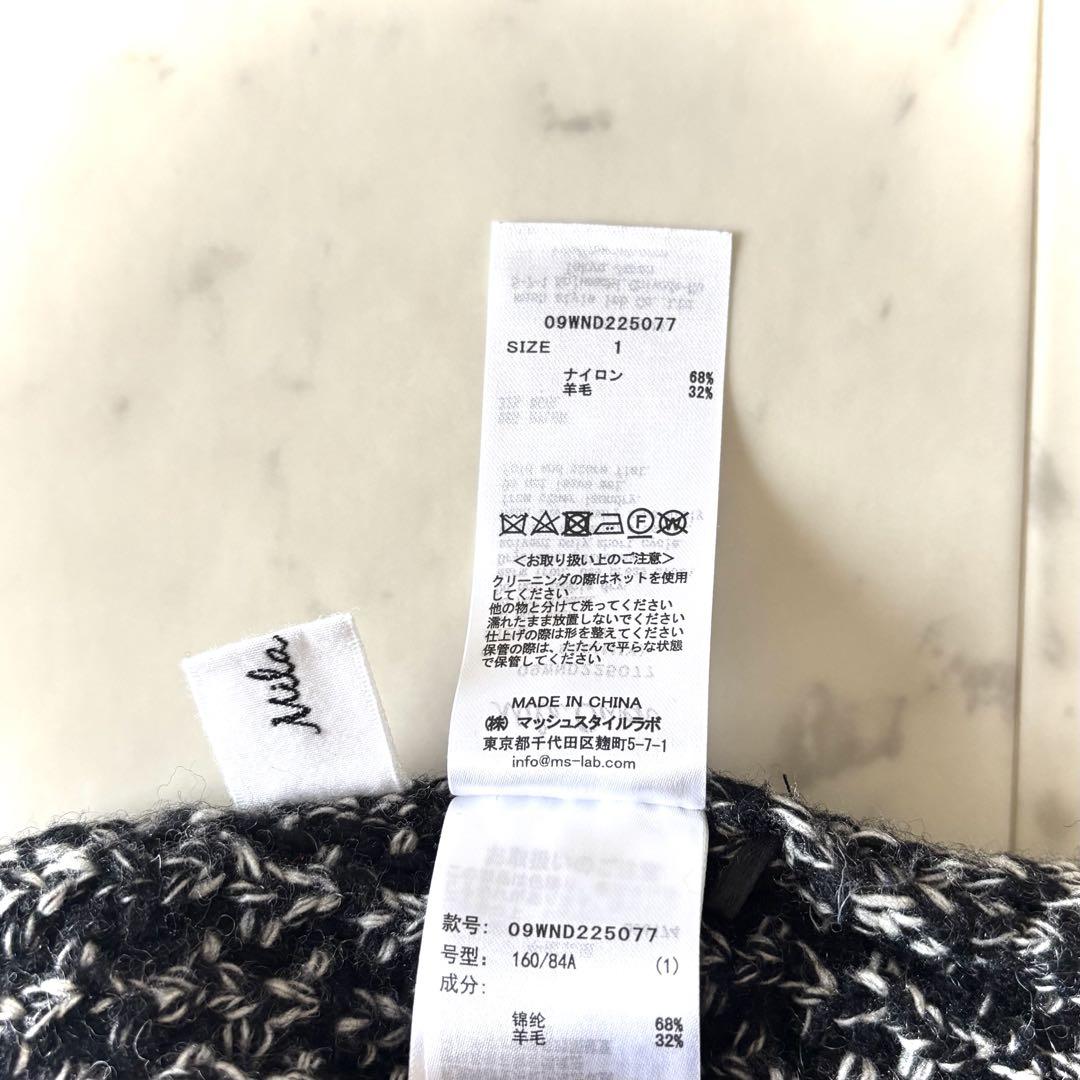 09WND225077
SIZE 1
ナイロン 68%
羊毛 32%
F W
<お取り扱い上のご注意>
クリーニングの際はネットを使用
してください
他の物と分けて洗ってください
濡れたまま放置しないでください
仕上げの際は形を整えてください
保管の際は、たたんで平らな状態
で保管してください
MADE IN CHINA
(株) マッシュスタイルラボ
東京都千代田区麹町5-7-1
info@ms-lab.com
Mila
款号: 09WND225077
号型: 160/84A (1)
成分:
锦纶 68%
羊毛 32%